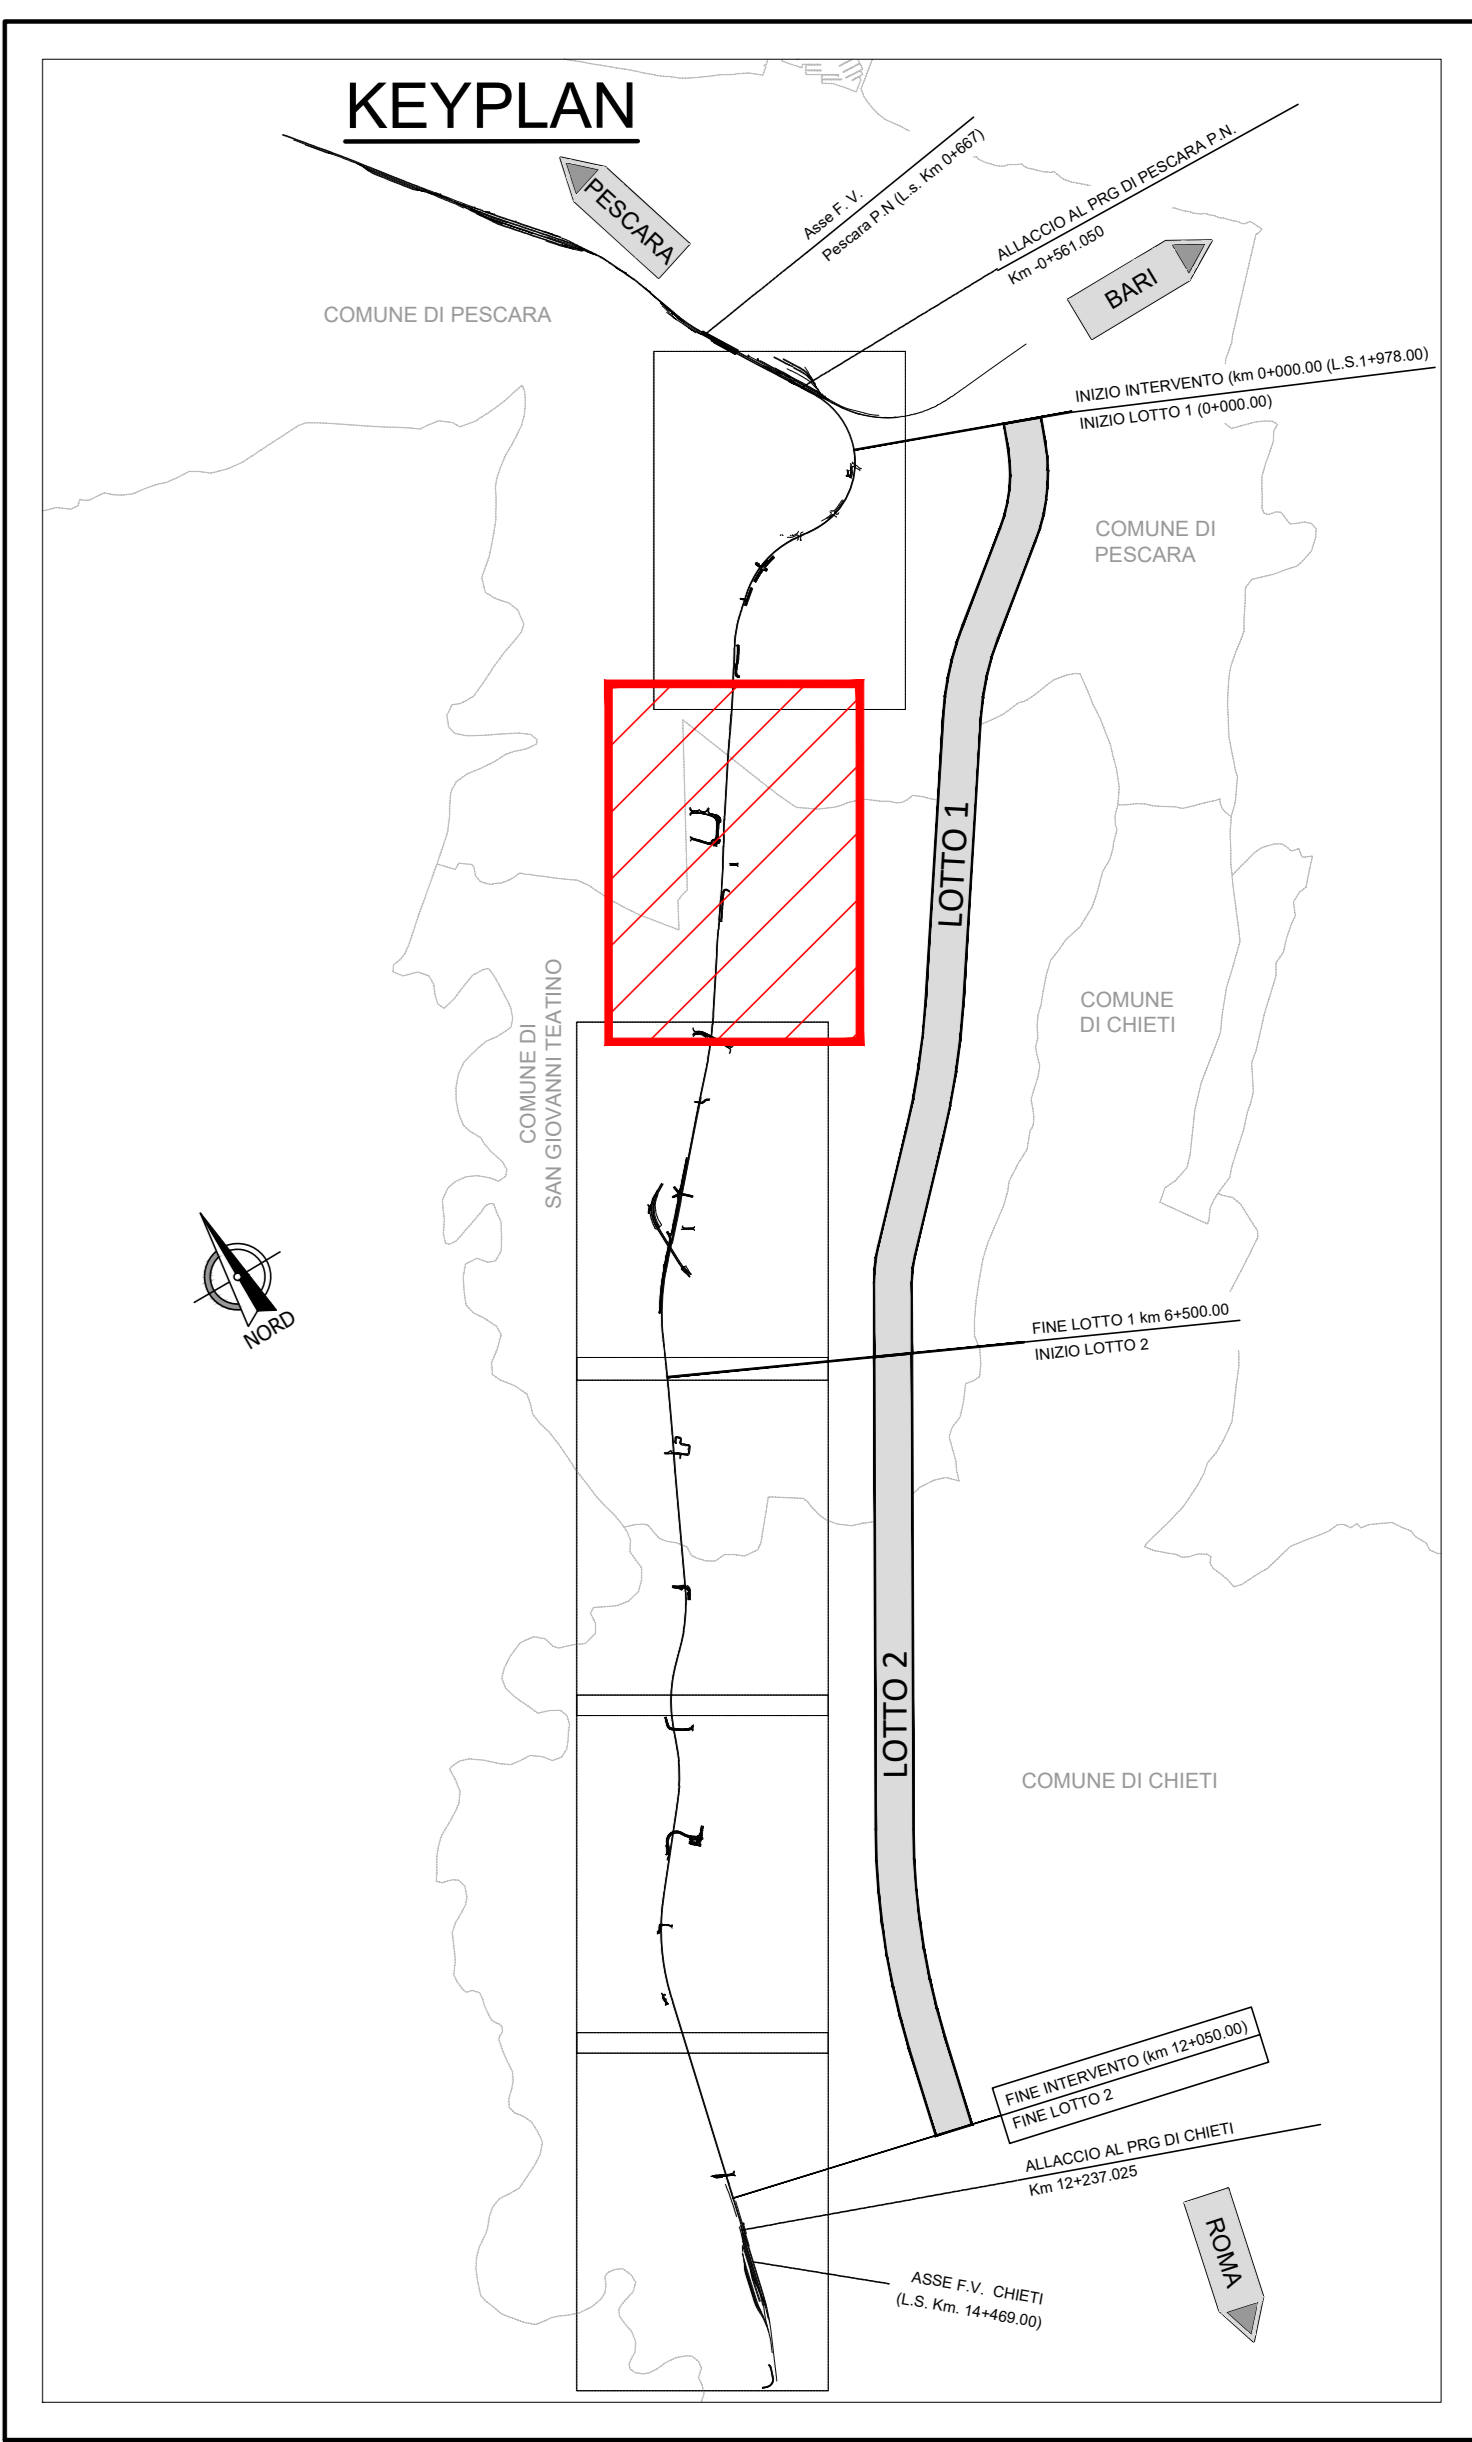 KEYPLAN
PESCARA
Asse F. V.
Pescara P.N (L.s. Km 0+667)
ALLACCIO AL PRG DI PESCARA P.N.
Km -0+561.050
BARI
COMUNE DI PESCARA
INIZIO INTERVENTO (km 0+000.00 (L.S.1+978.00)
INIZIO LOTTO 1 (0+000.00)
COMUNE DI
PESCARA
LOTTO 1
COMUNE DI
SAN GIOVANNI TEATINO
COMUNE
DI CHIETI
NORD
FINE LOTTO 1 km 6+500.00
INIZIO LOTTO 2
LOTTO 2
COMUNE DI CHIETI
FINE INTERVENTO (km 12+050.00)
FINE LOTTO 2
ALLACCIO AL PRG DI CHIETI
Km 12+237.025
ROMA
ASSE F.V. CHIETI
(L.S. Km. 14+469.00)